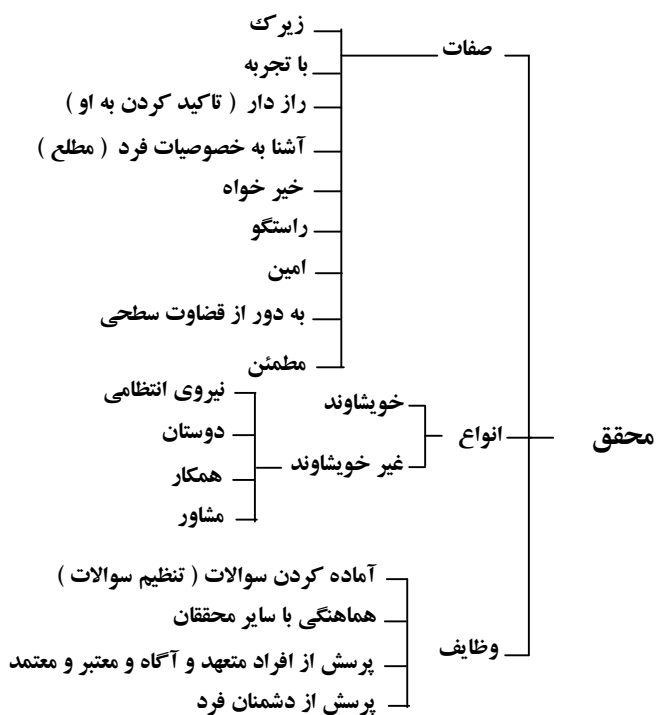 زیرک
صفات
با تجربه
راز دار ( تاکید کردن به او )
آشنا به خصوصیات فرد ( مطلع )
خیر خواه
راستگو
امین
به دور از قضاوت سطحی
مطمئن
محقق
انواع
خویشاوند
غیر خویشاوند
نیروی انتظامی
دوستان
همکار
مشاور
وظایف
آماده کردن سوالات ( تنظیم سوالات )
هماهنگی با سایر محققان
پرسش از افراد متعهد و آگاه و معتبر و معتمد
پرسش از دشمنان فرد